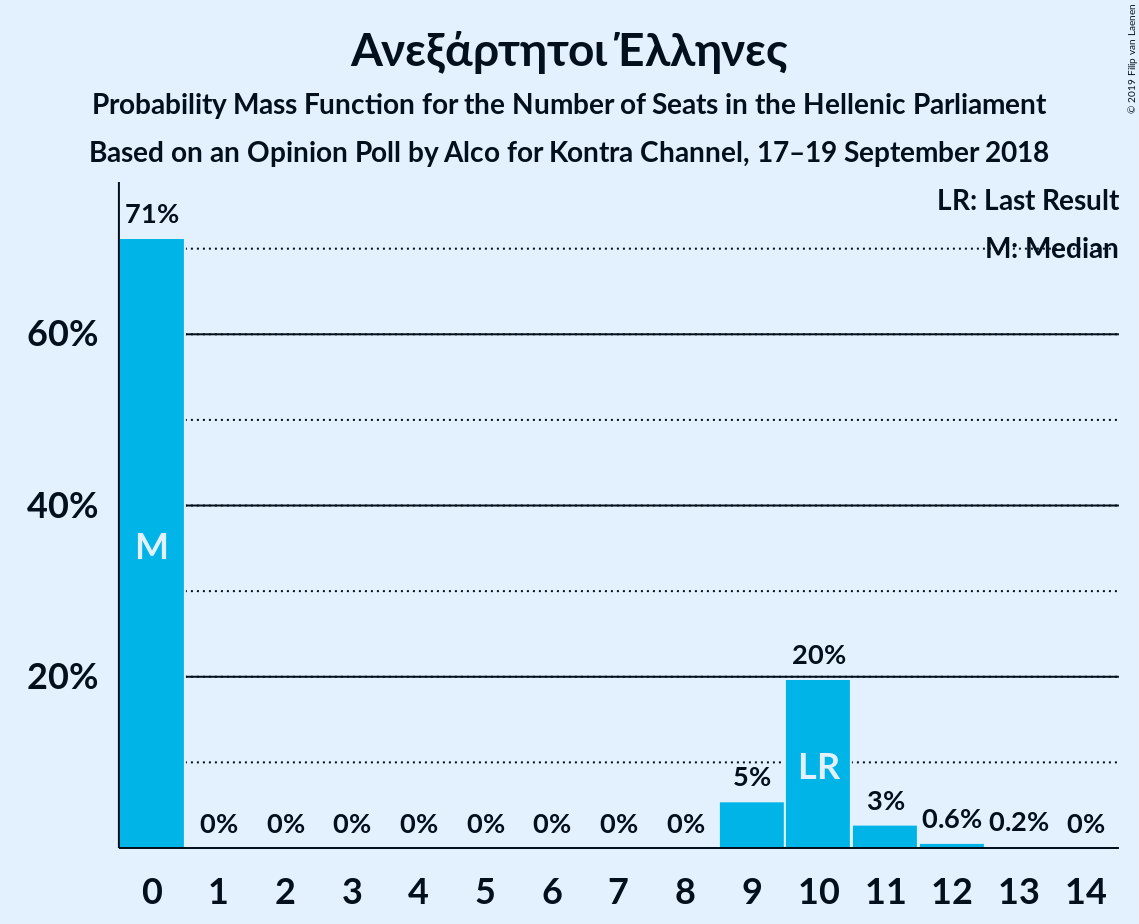 Ανεξάρτητοι Έλληνες
Probability Mass Function for the Number of Seats in the Hellenic Parliament
Based on an Opinion Poll by Alco for Kontra Channel, 17–19 September 2018
© 2019 Filip van Laenen
LR: Last Result
M: Median
71%
60%
40%
M
20%
20%
LR
5%
3%
0% 0% 0% 0% 0% 0% 0% 0% 0.6% 0.2% 0%
0 1 2 3 4 5 6 7 8 9 10 11 12 13 14